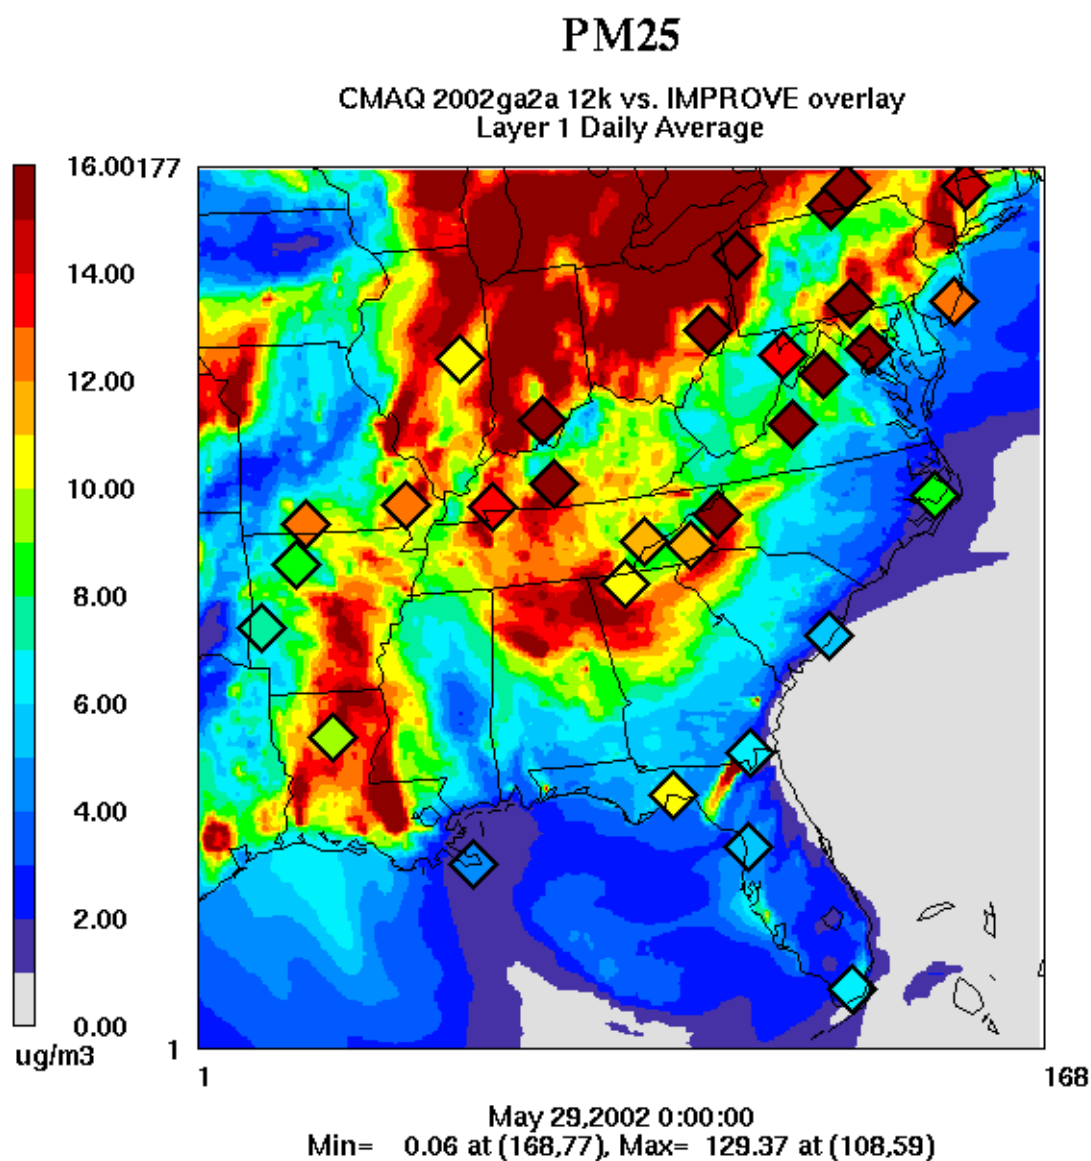 PM25
CMAQ 2002ga2a 12k vs. IMPROVE overlay
Layer 1 Daily Average
16.00
177
14.00
12.00
10.00
8.00
6.00
4.00
2.00
0.00
ug/m3
1
1
168
May 29,2002 0:00:00
Min= 0.06 at (168,77), Max= 129.37 at (108,59)